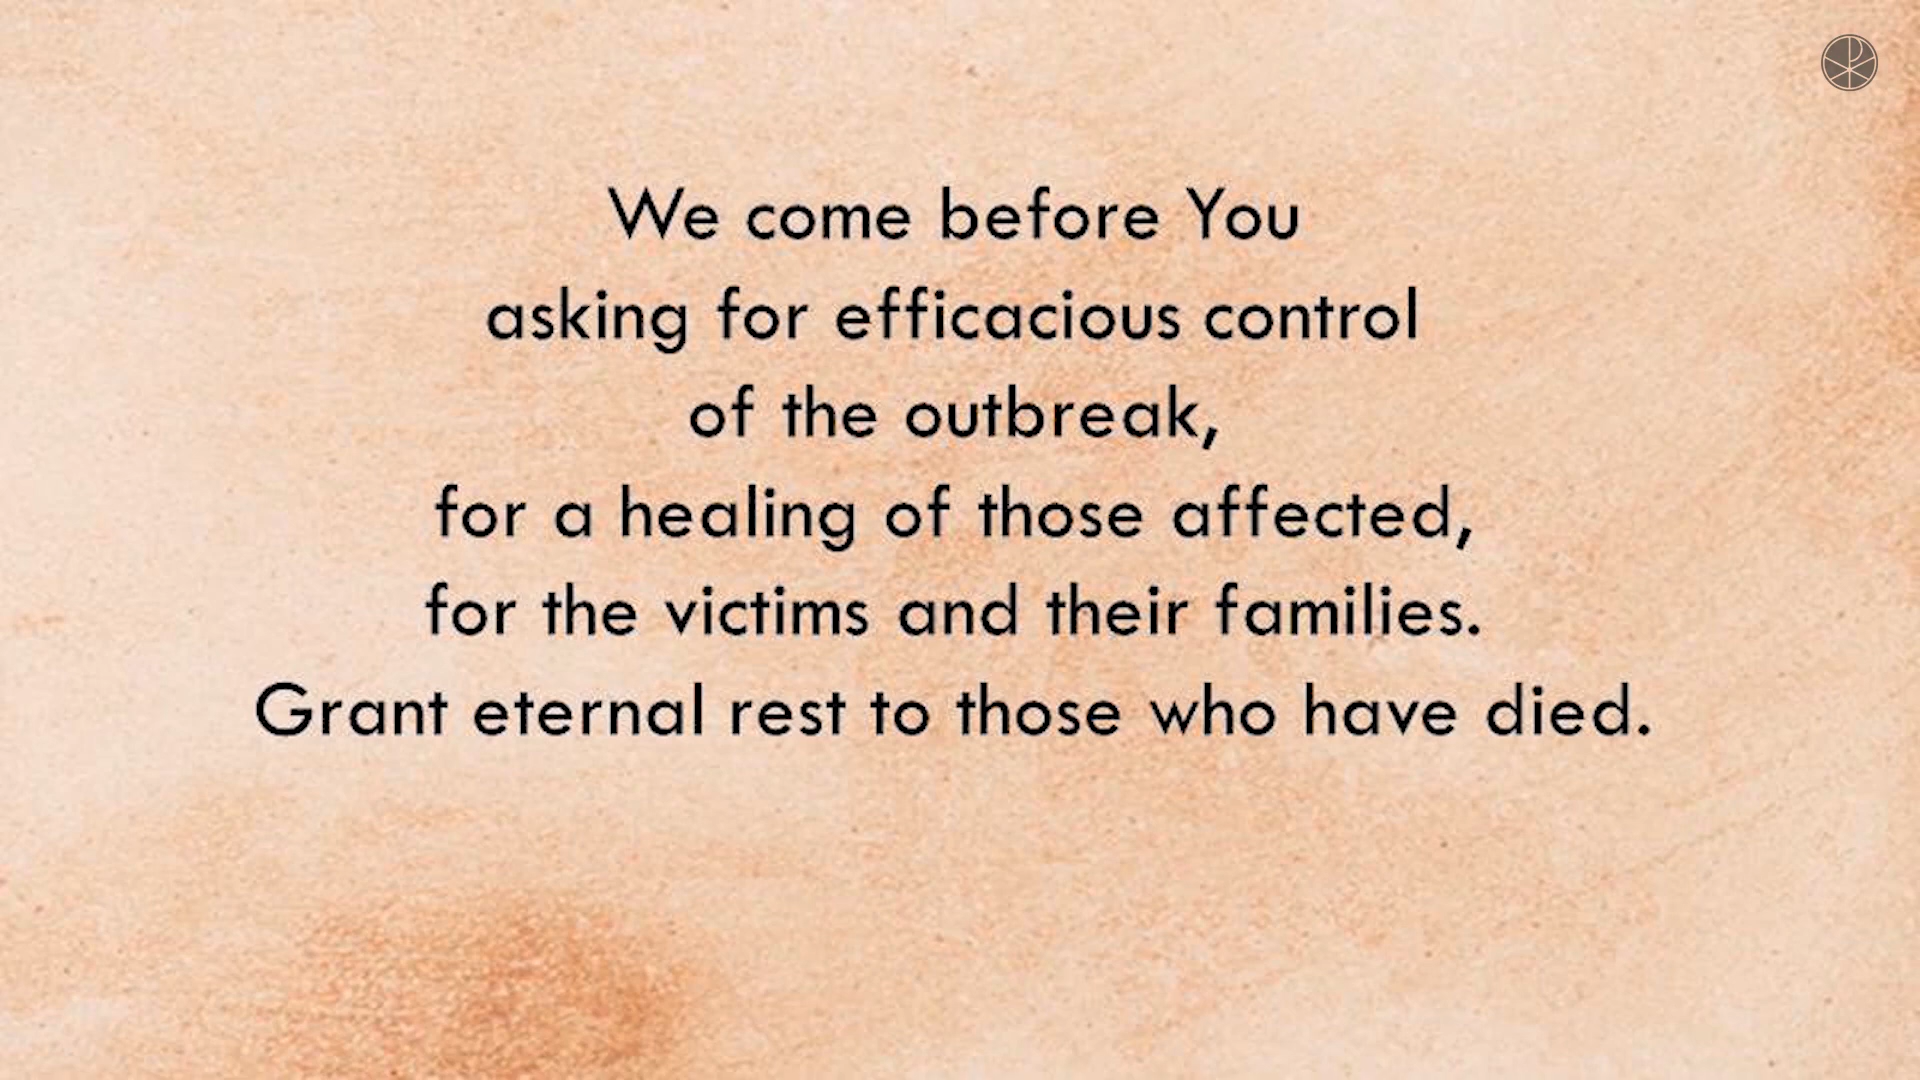 We come before You
asking for efficacious control
of the outbreak,
for a healing of those affected,
for the victims and their families.
Grant eternal rest to those who have died.